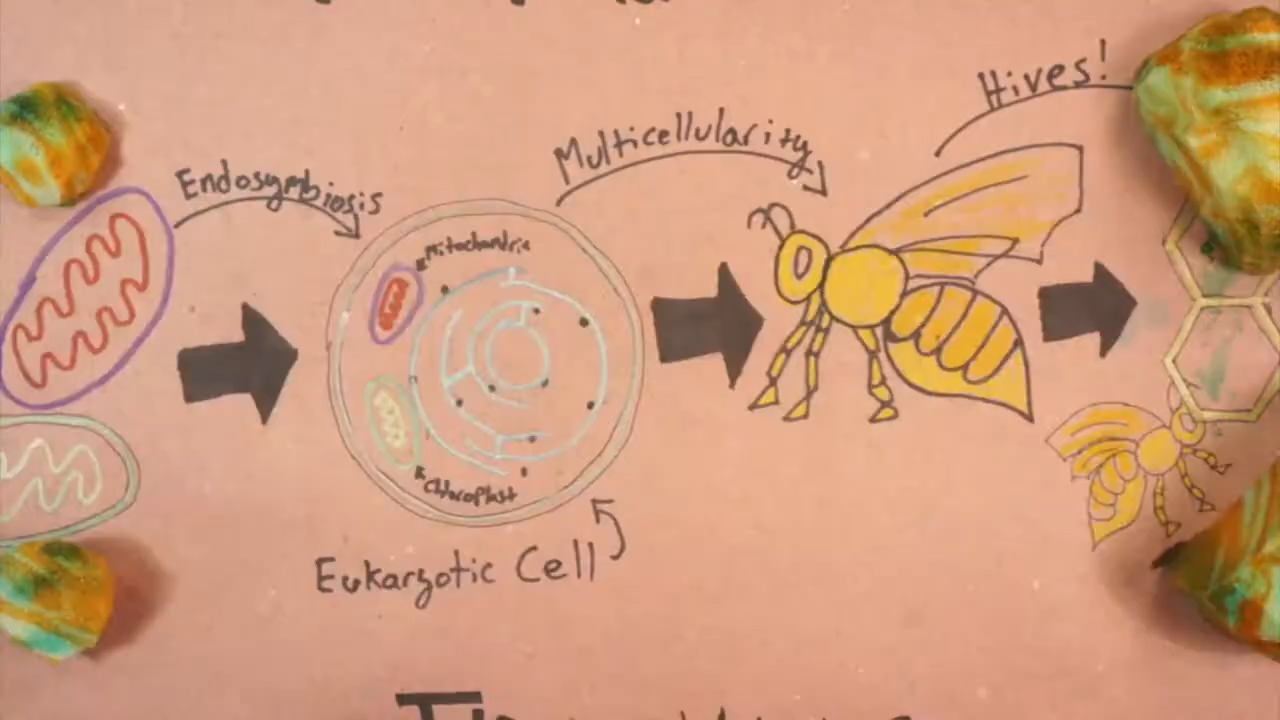 Hives!
Multicellularity
Endosymbiosis
Mitochondria
Chloroplast
Eukaryotic Cell